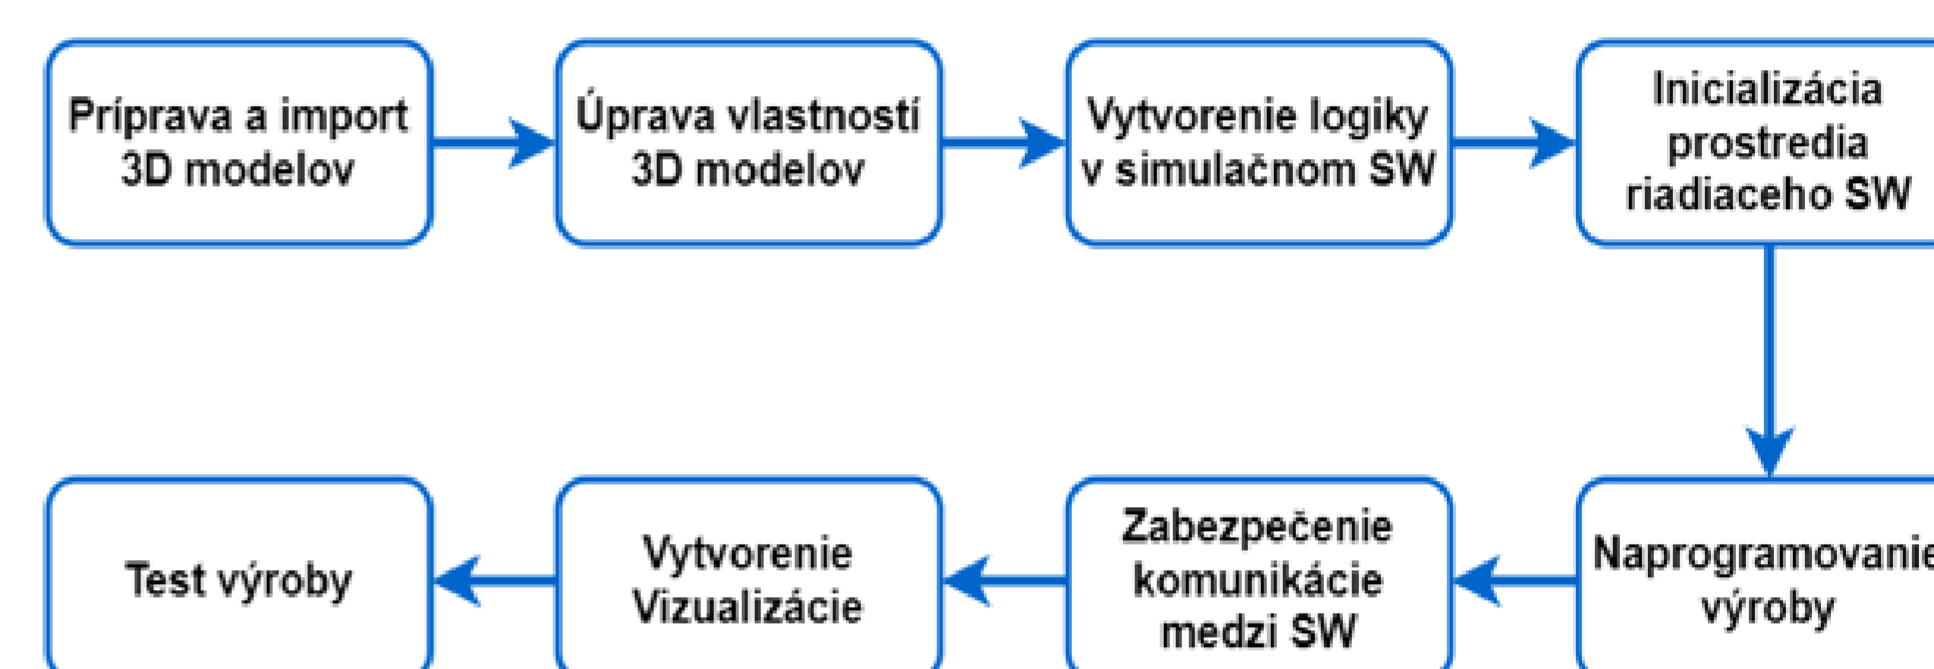 Príprava a import
3D modelov
Úprava vlastností
3D modelov
Vytvorenie logiky
v simulačnom SW
Inicializácia
prostredia
riadiaceho SW
Test výroby
Vytvorenie
Vizualizácie
Zabezpečenie
komunikácie
medzi SW
Naprogramovanie
výroby